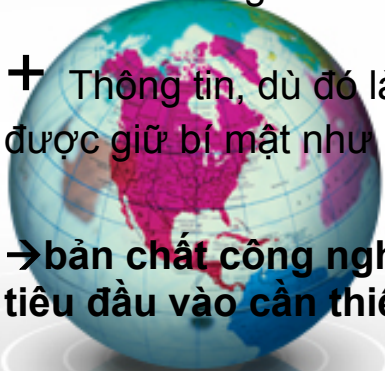 + Thông tin, dù đó là
được giữ bí mật như
→bản chất công ngh
tiêu đầu vào cần thiế